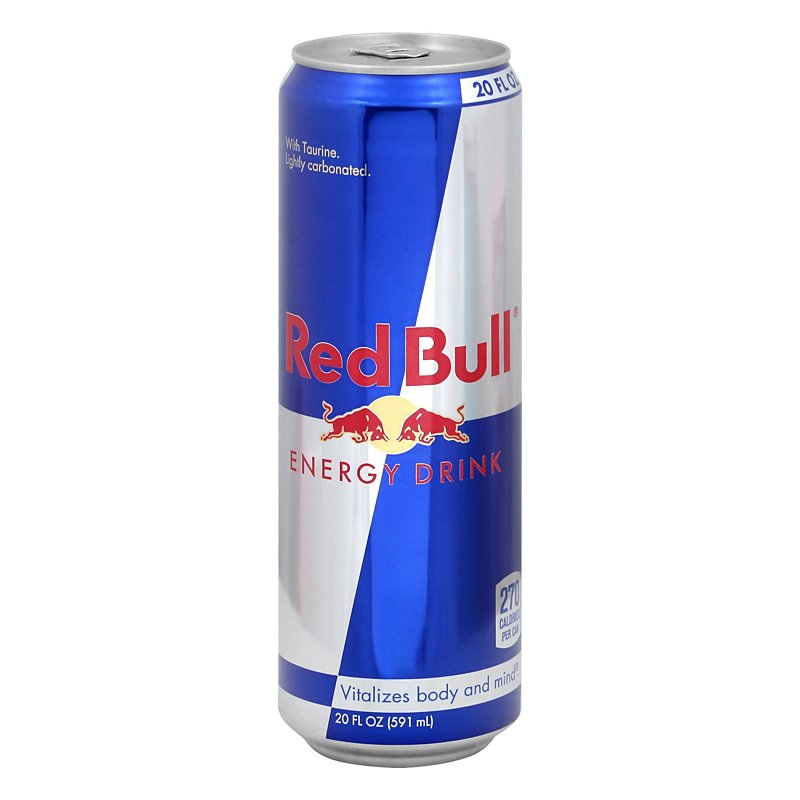 20 FL OZ
With Taurine.
Lightly carbonated.
Red Bull®
ENERGY DRINK
270
CALORIES
PER CAN
Vitalizes body and mind®.
20 FL OZ (591 mL)